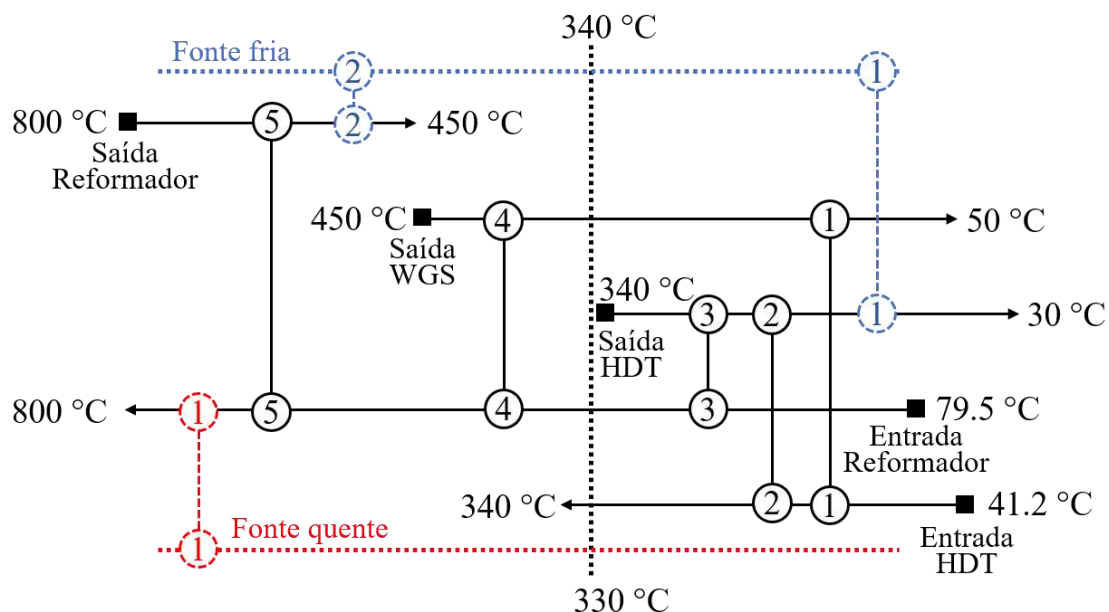 340 °C
Fonte fria
2
1
800 °C
5
2
450 °C
Saída
Reformador
450 °C
4
1
50 °C
Saída
WGS
340 °C
3
2
1
30 °C
Saída
HDT
800 °C
1
5
4
3
79.5 °C
Entrada
Reformador
340 °C
2
1
41.2 °C
Entrada
HDT
Fonte quente
1
330 °C